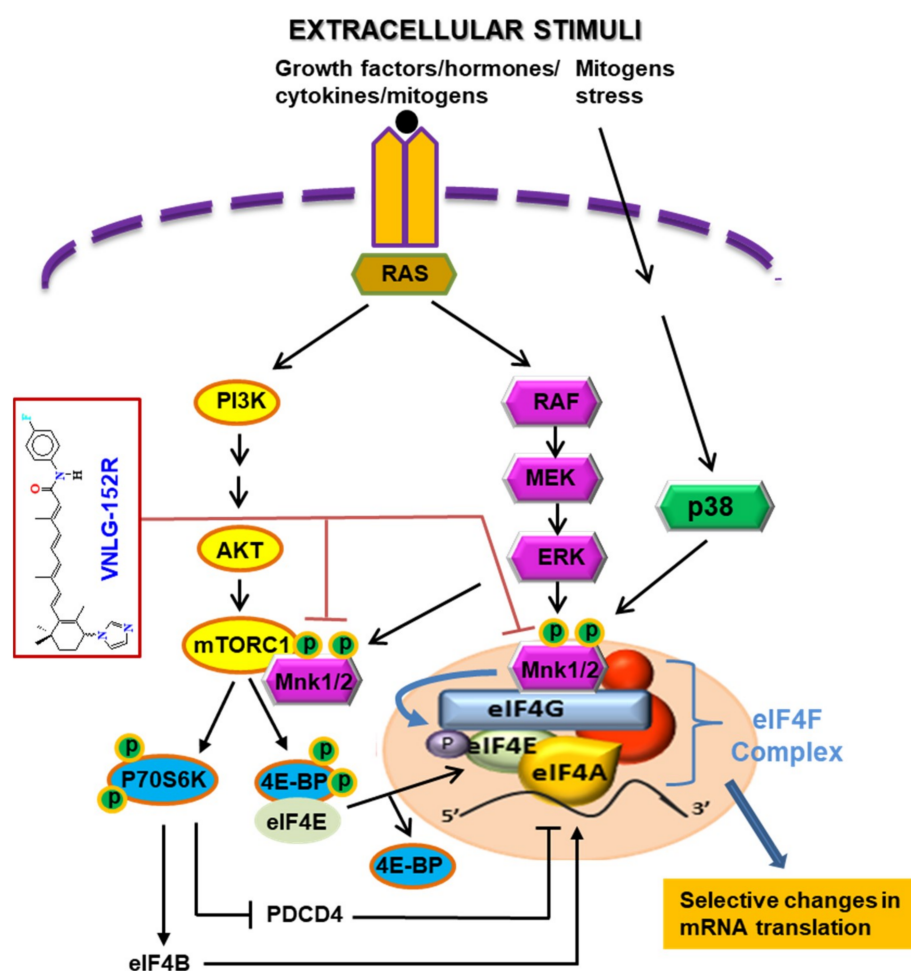 EXTRACELLULAR STIMULI
Growth factors/hormones/
cytokines/mitogens
Mitogens
stress
RAS
PI3K
RAF
MEK
p38
AKT
ERK
F
N
H
O
N
N
VNLG-152R
mTORC1
p
p
Mnk1/2
p
p
Mnk1/2
eIF4G
P
eIF4E
eIF4A
5’
3’
eIF4F
Complex
p
P70S6K
p
p
4E-BP
p
eIF4E
4E-BP
PDCD4
eIF4B
Selective changes in
mRNA translation